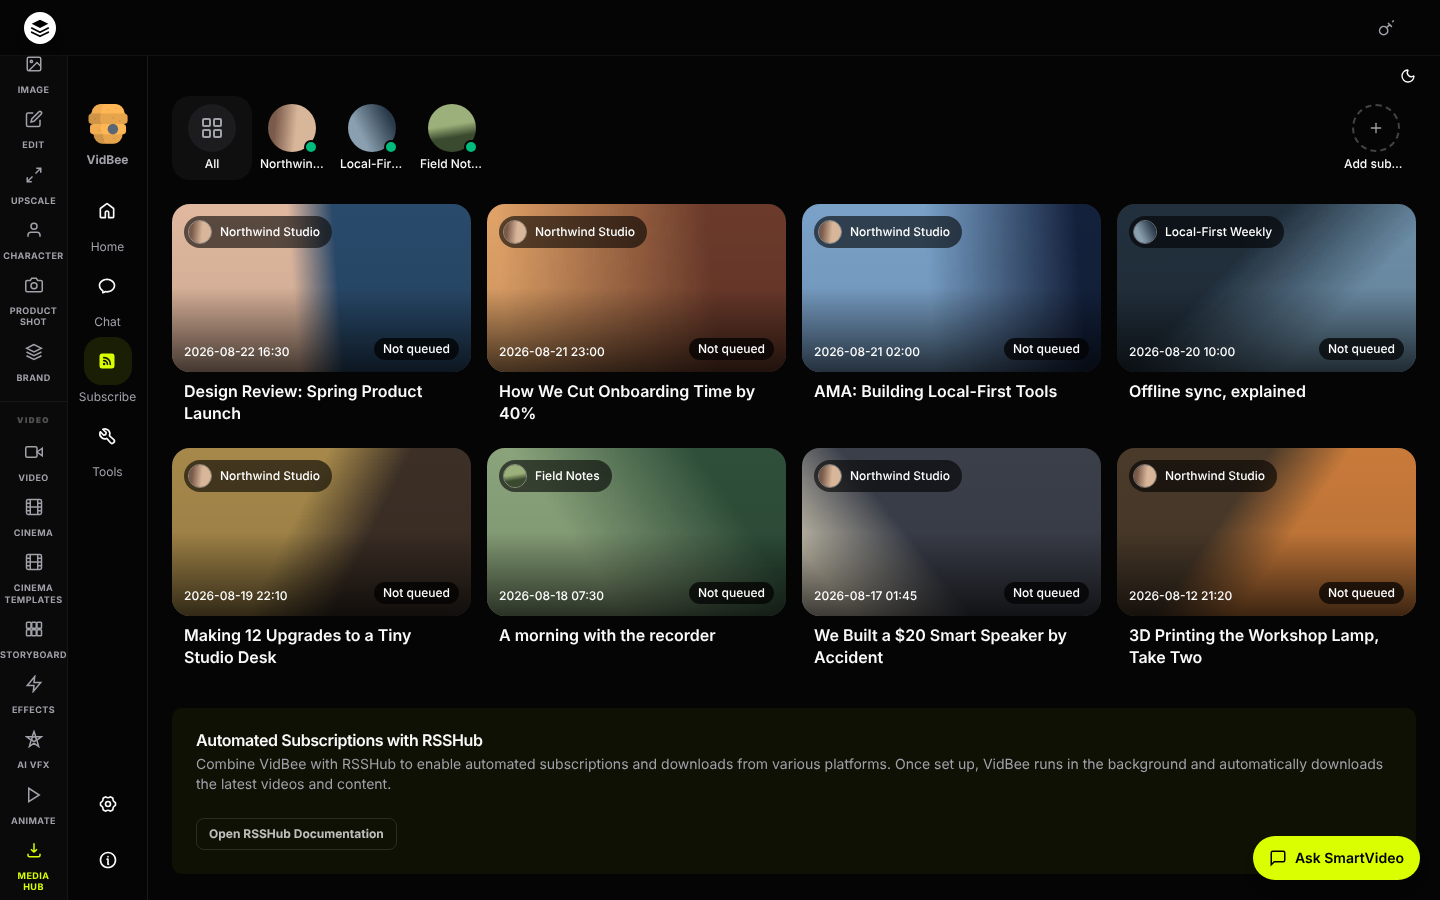 IMAGE
EDIT
UPSCALE
CHARACTER
PRODUCT
SHOT
BRAND
VIDEO
VIDEO
CINEMA
CINEMA
TEMPLATES
STORYBOARD
EFFECTS
AI VFX
ANIMATE
MEDIA
HUB
VidBee
Home
Chat
Subscribe
Tools
All
Northwin...
Local-Fir...
Field Not...
Add sub...
Northwind Studio
2026-08-22 16:30
Not queued
Design Review: Spring Product
Launch
Northwind Studio
2026-08-21 23:00
Not queued
How We Cut Onboarding Time by
40%
Northwind Studio
2026-08-21 02:00
Not queued
AMA: Building Local-First Tools
Local-First Weekly
2026-08-20 10:00
Not queued
Offline sync, explained
Northwind Studio
2026-08-19 22:10
Not queued
Making 12 Upgrades to a Tiny
Studio Desk
Field Notes
2026-08-18 07:30
Not queued
A morning with the recorder
Northwind Studio
2026-08-17 01:45
Not queued
We Built a $20 Smart Speaker by
Accident
Northwind Studio
2026-08-12 21:20
Not queued
3D Printing the Workshop Lamp,
Take Two
Automated Subscriptions with RSSHub
Combine VidBee with RSSHub to enable automated subscriptions and downloads from various platforms. Once set up, VidBee runs in the background and automatically downloads
the latest videos and content.
Open RSSHub Documentation
Ask SmartVideo